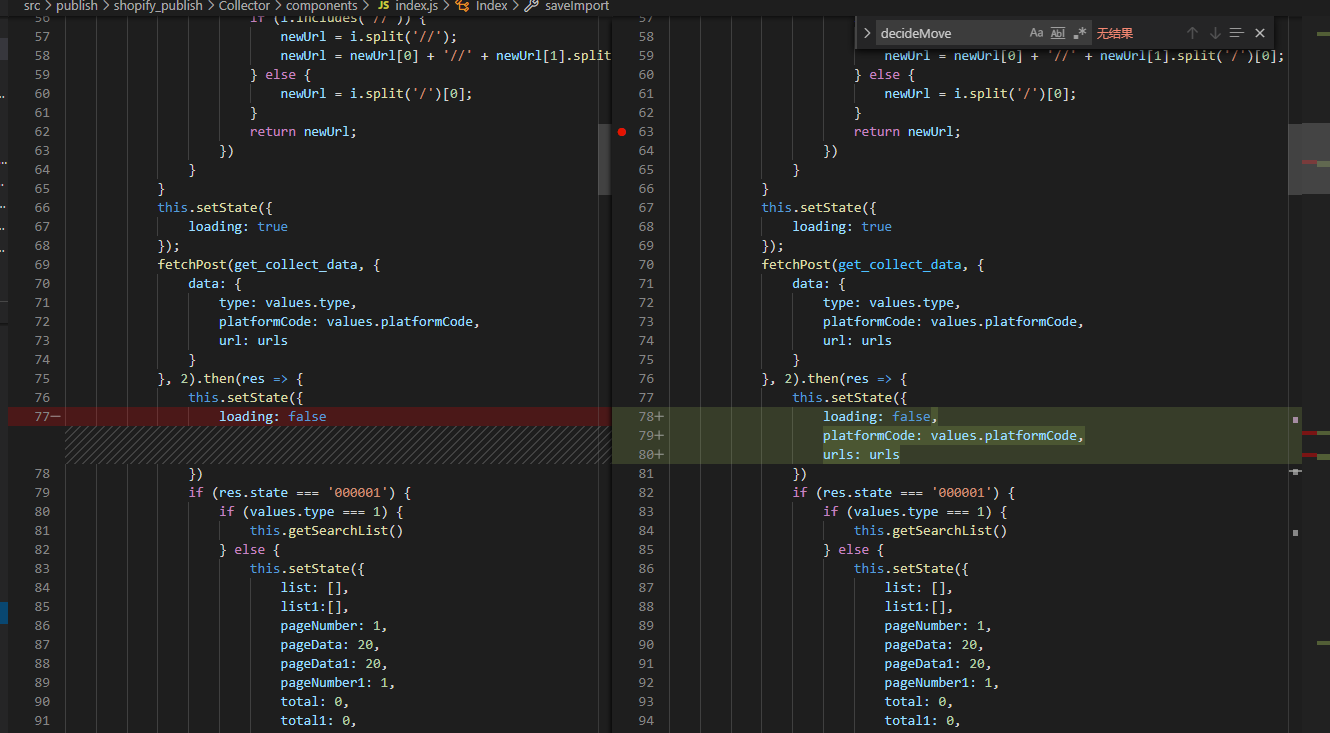 src > publish > shopify_publish > Collector > components > JS index.js > Index > saveImport
56 if (i.includes('//')) {
57 newUrl = i.split('//');
58 newUrl = newUrl[0] + '//' + newUrl[1].split
59 } else {
60 newUrl = i.split('/')[0];
61 }
62 return newUrl;
63 })
64 }
65 }
66 this.setState({
67 loading: true
68 });
69 fetchPost(get_collect_data, {
70 data: {
71 type: values.type,
72 platformCode: values.platformCode,
73 url: urls
74 }
75 }, 2).then(res => {
76 this.setState({
77— loading: false
78 })
79 if (res.state === '000001') {
80 if (values.type === 1) {
81 this.getSearchList()
82 } else {
83 this.setState({
84 list: [],
85 list1:[],
86 pageNumber: 1,
87 pageData: 20,
88 pageData1: 20,
89 pageNumber1: 1,
90 total: 0,
91 total1: 0,
decideMove Aa Abl .* 无结果
57
58
59 newUrl = newUrl[0] + '//' + newUrl[1].split('/')[0];
60 } else {
61 newUrl = i.split('/')[0];
62 }
63 return newUrl;
64 })
65 }
66 }
67 this.setState({
68 loading: true
69 });
70 fetchPost(get_collect_data, {
71 data: {
72 type: values.type,
73 platformCode: values.platformCode,
74 url: urls
75 }
76 }, 2).then(res => {
77 this.setState({
78+ loading: false,
79+ platformCode: values.platformCode,
80+ urls: urls
81 })
82 if (res.state === '000001') {
83 if (values.type === 1) {
84 this.getSearchList()
85 } else {
86 this.setState({
87 list: [],
88 list1:[],
89 pageNumber: 1,
90 pageData: 20,
91 pageData1: 20,
92 pageNumber1: 1,
93 total: 0,
94 total1: 0,